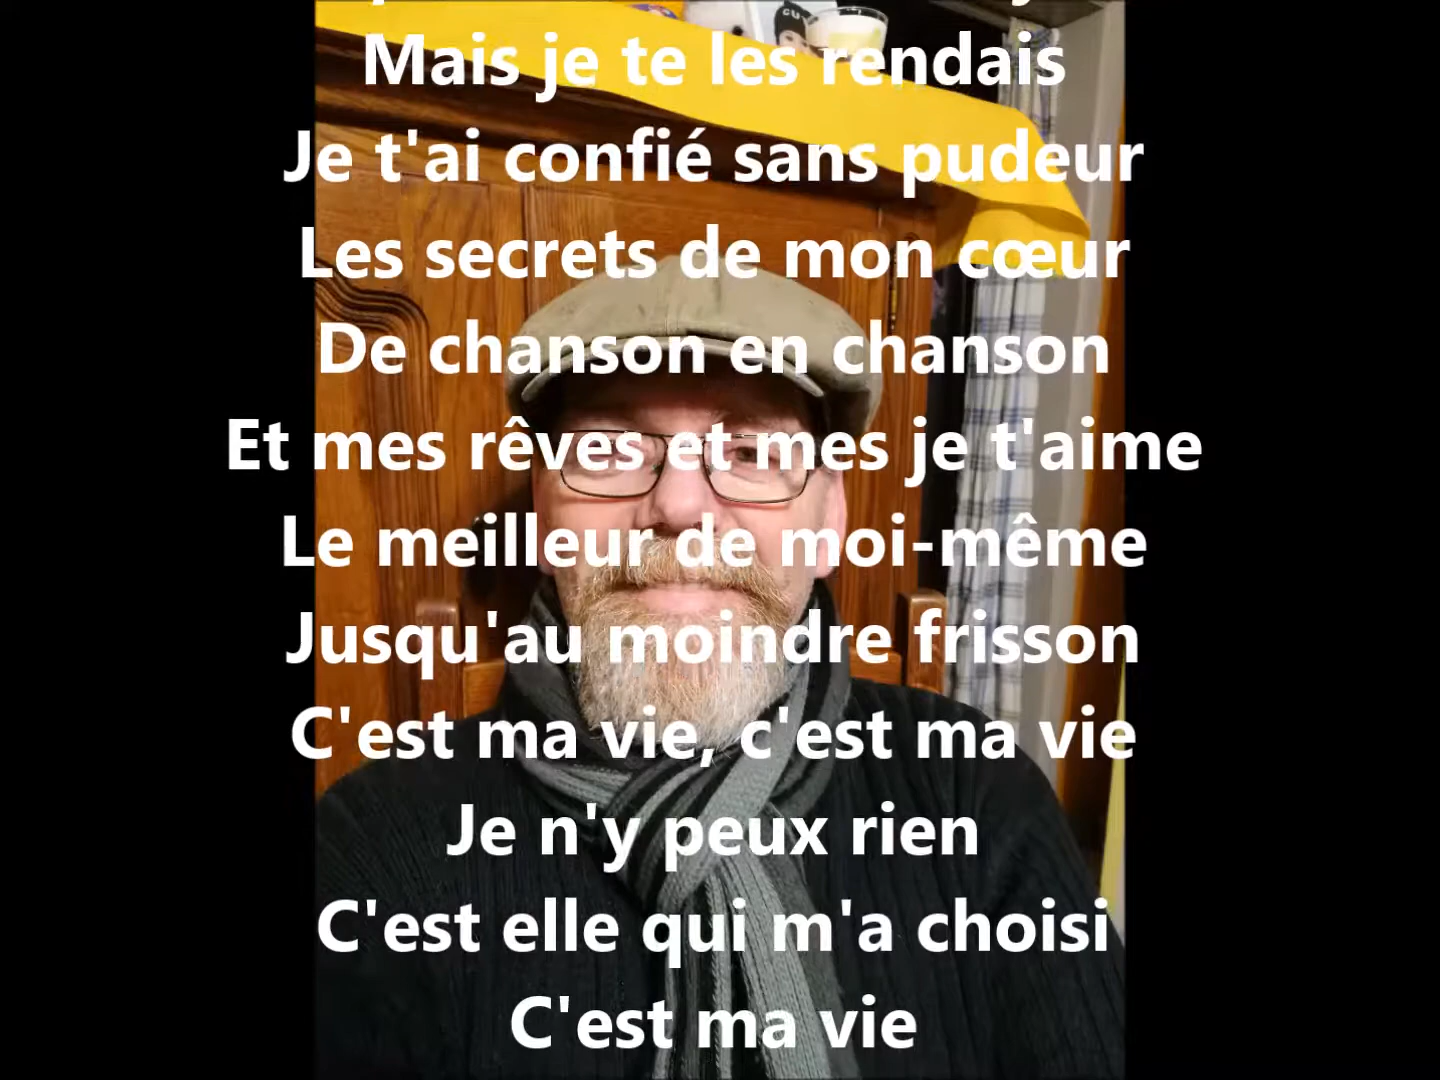 Mais je te les rendais
Je t'ai confié sans pudeur
Les secrets de mon cœur
De chanson en chanson
Et mes rêves et mes je t'aime
Le meilleur de moi-même
Jusqu'au moindre frisson
C'est ma vie, c'est ma vie
Je n'y peux rien
C'est elle qui m'a choisi
C'est ma vie